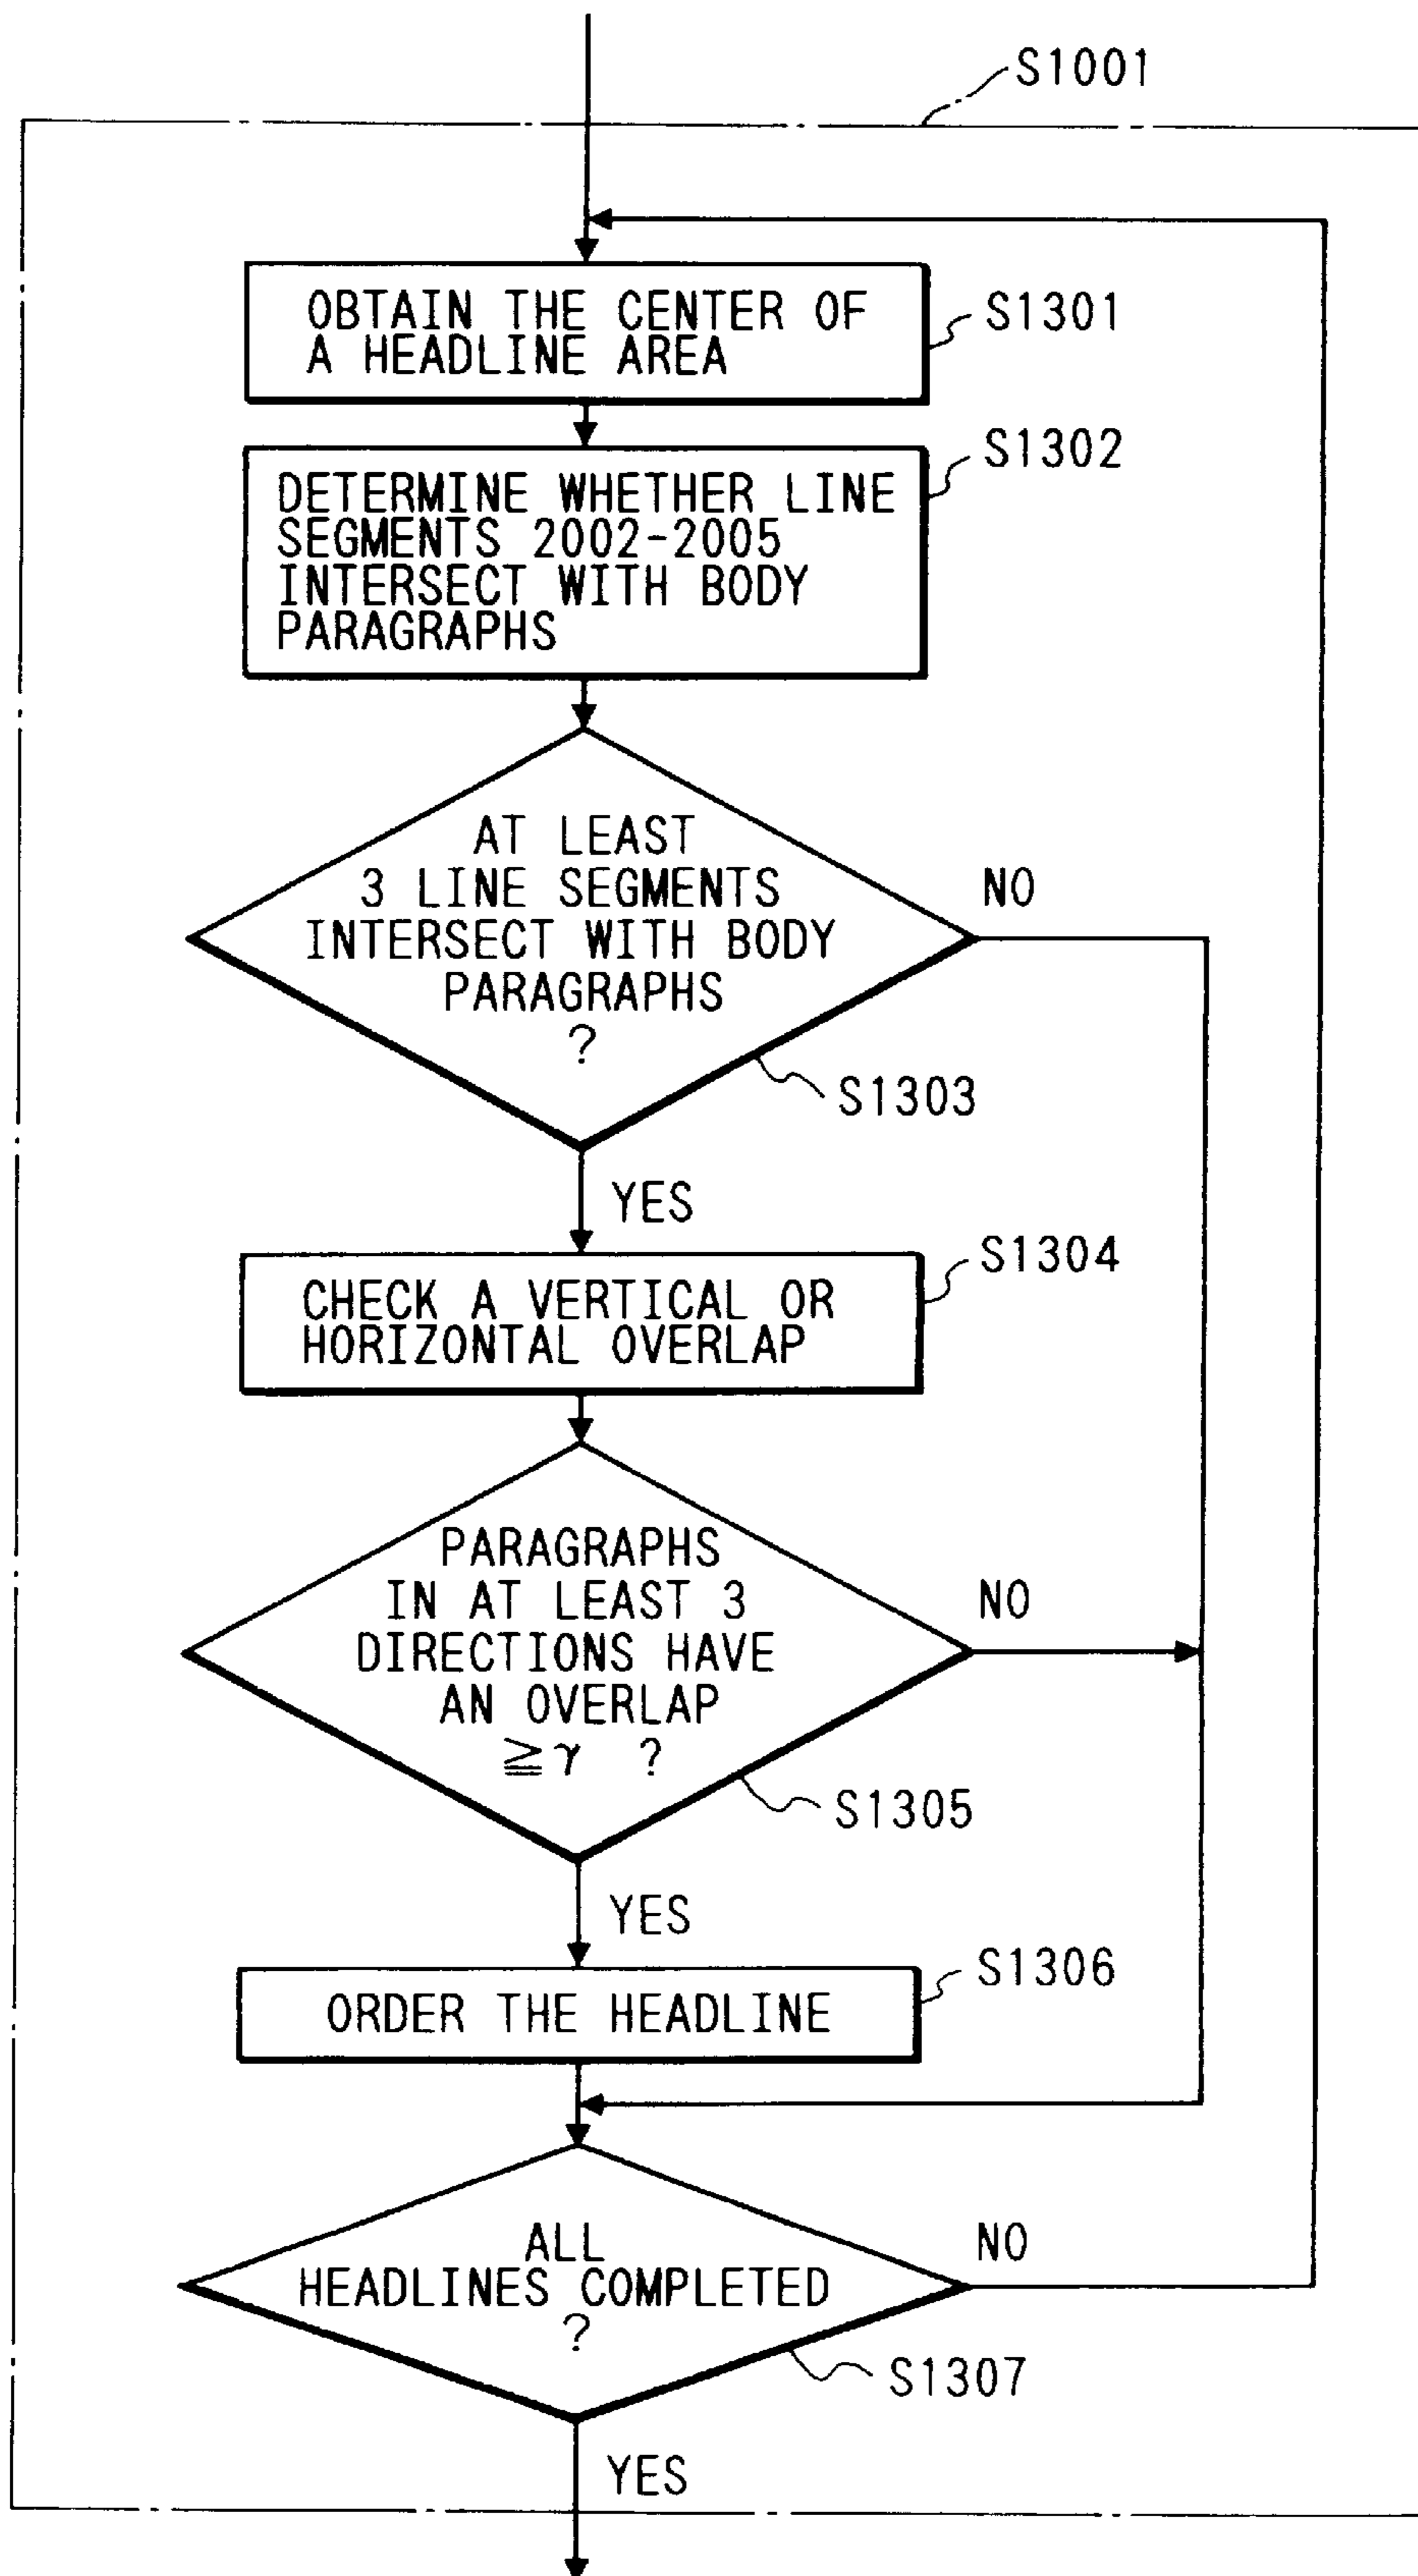 S1001
OBTAIN THE CENTER OF
A HEADLINE AREA
S1301
S1302
DETERMINE WHETHER LINE
SEGMENTS 2002-2005
INTERSECT WITH BODY
PARAGRAPHS
AT LEAST
3 LINE SEGMENTS
INTERSECT WITH BODY
PARAGRAPHS
?
NO
S1303
YES
S1304
CHECK A VERTICAL OR
HORIZONTAL OVERLAP
PARAGRAPHS
IN AT LEAST 3
DIRECTIONS HAVE
AN OVERLAP
≧γ ?
NO
S1305
YES
S1306
ORDER THE HEADLINE
ALL
HEADLINES COMPLETED
?
NO
S1307
YES